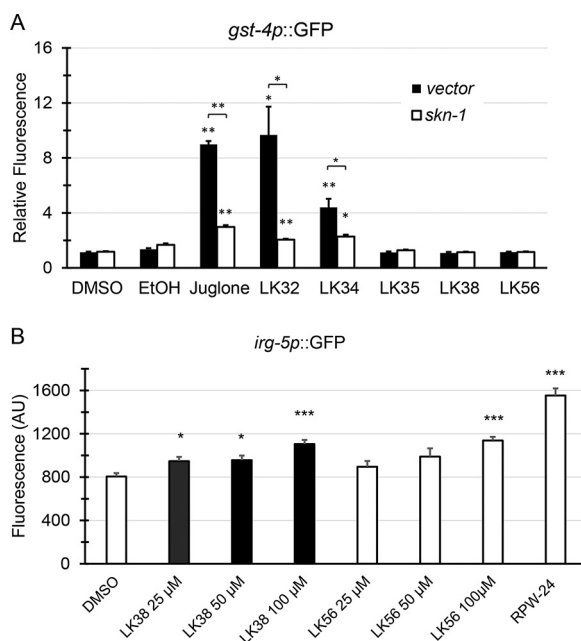 A
gst-4p::GFP
Relative Fluorescence
16
12
8
4
0
vector
skn-1
** ** ** * * ** ** * *
DMSO EtOH Juglone LK32 LK34 LK35 LK38 LK56
B
irg-5p::GFP
Fluorescence (AU)
1600
1200
800
400
0
* * *** *** ***
DMSO
LK38 25 µM
LK38 50 µM
LK38 100 µM
LK56 25 µM
LK56 50 µM
LK56 100µM
RPW-24